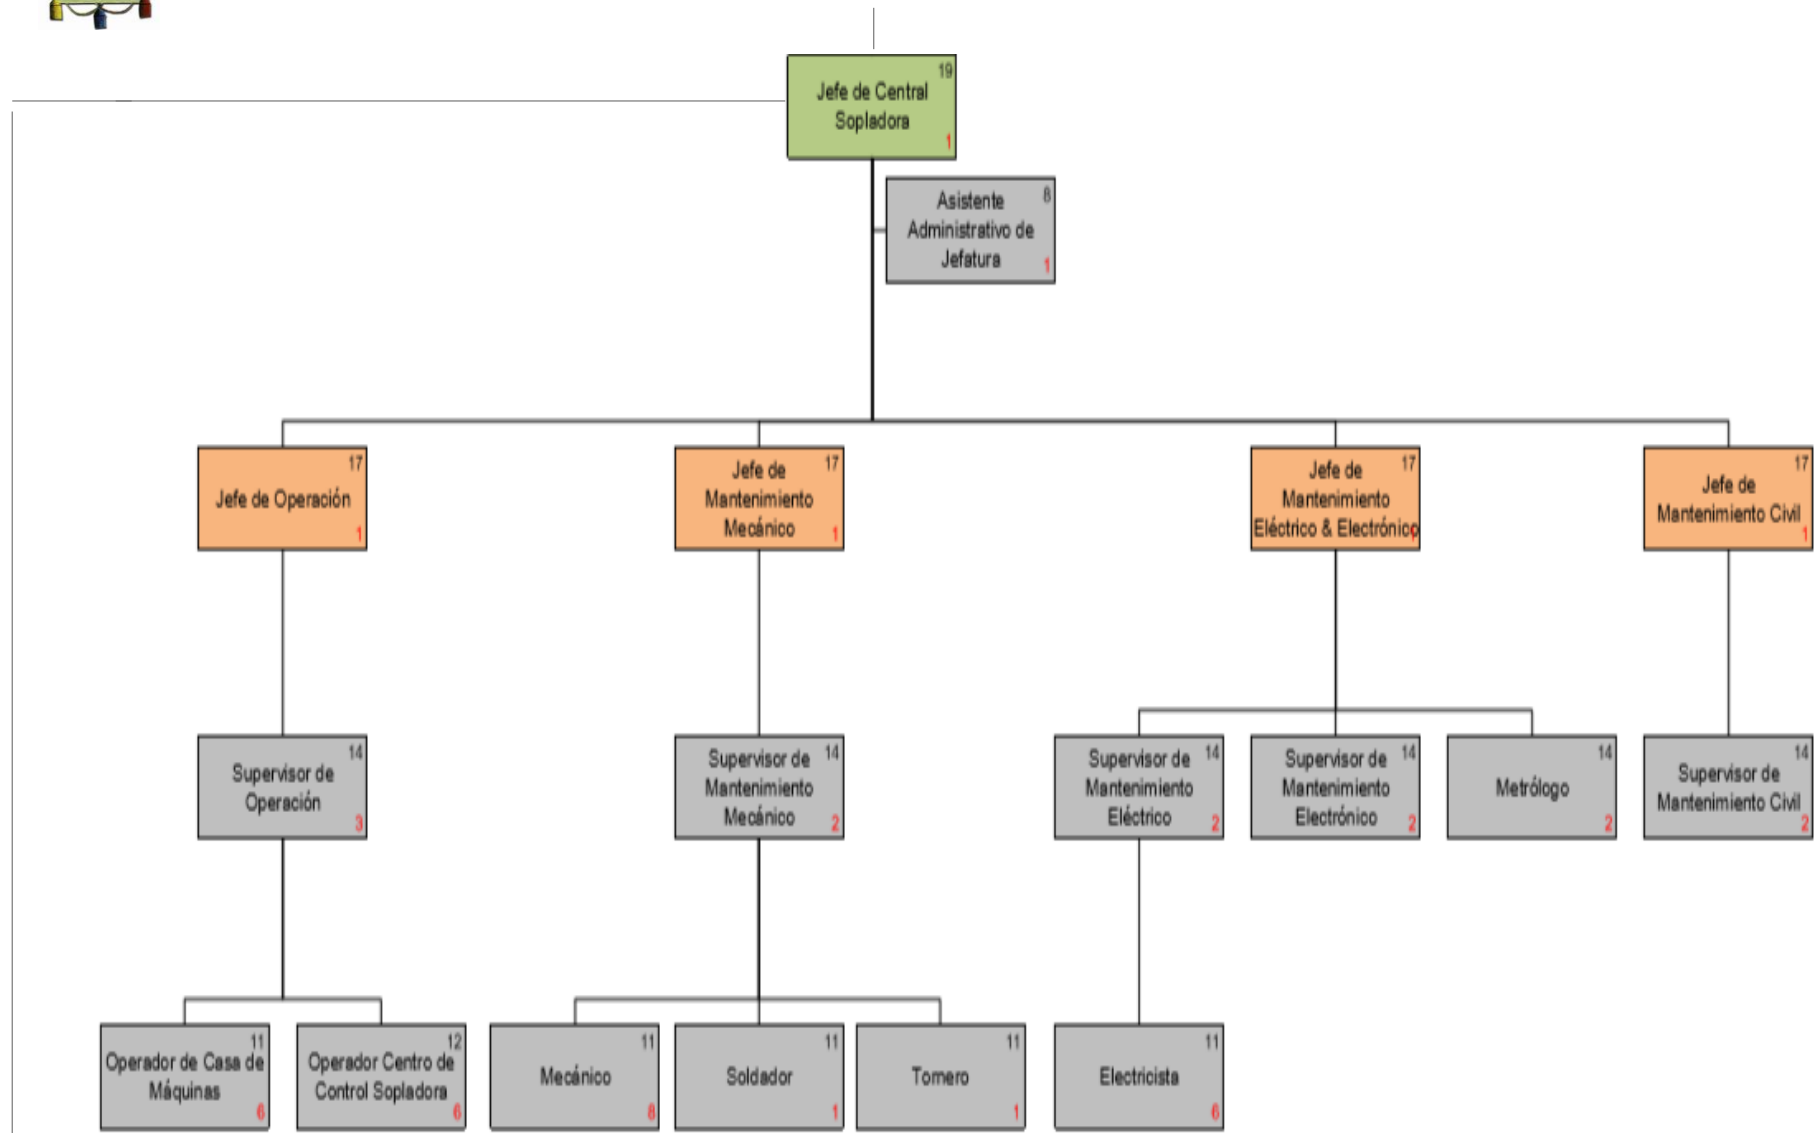 19
Jefe de Central
Sopladora
1
8
Asistente
Administrativo de
Jefatura
1
17
Jefe de Operación
1
17
Jefe de
Mantenimiento
Mecánico
1
17
Jefe de
Mantenimiento
Eléctrico & Electrónico
1
17
Jefe de
Mantenimiento Civil
1
14
Supervisor de
Operación
3
14
Supervisor de
Mantenimiento
Mecánico
2
14
Supervisor de
Mantenimiento
Eléctrico
2
14
Supervisor de
Mantenimiento
Electrónico
2
14
Metrólogo
2
14
Supervisor de
Mantenimiento Civil
2
11
Operador de Casa de
Máquinas
6
12
Operador Centro de
Control Sopladora
6
11
Mecánico
8
11
Soldador
1
11
Tornero
1
11
Electricista
6